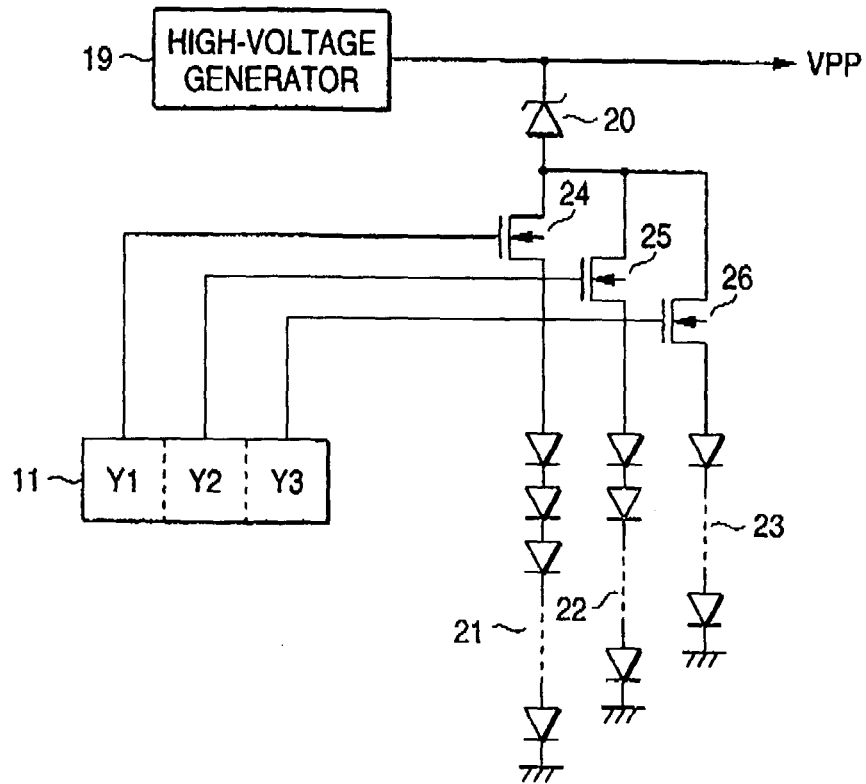 19
HIGH-VOLTAGE
GENERATOR
VPP
20
24
25
26
11
Y1 Y2 Y3
21
22
23